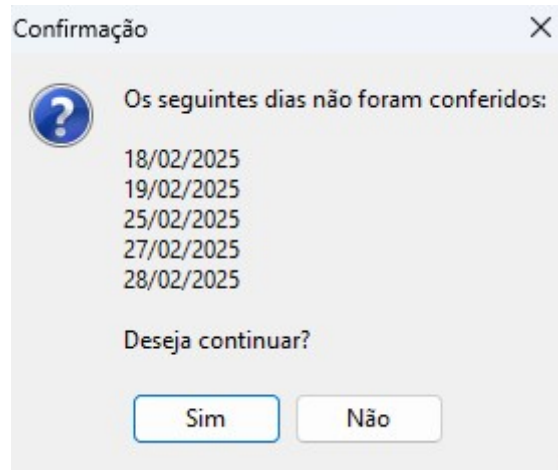 Confirmação
Os seguintes dias não foram conferidos:
18/02/2025
19/02/2025
25/02/2025
27/02/2025
28/02/2025
Deseja continuar?
Sim
Não